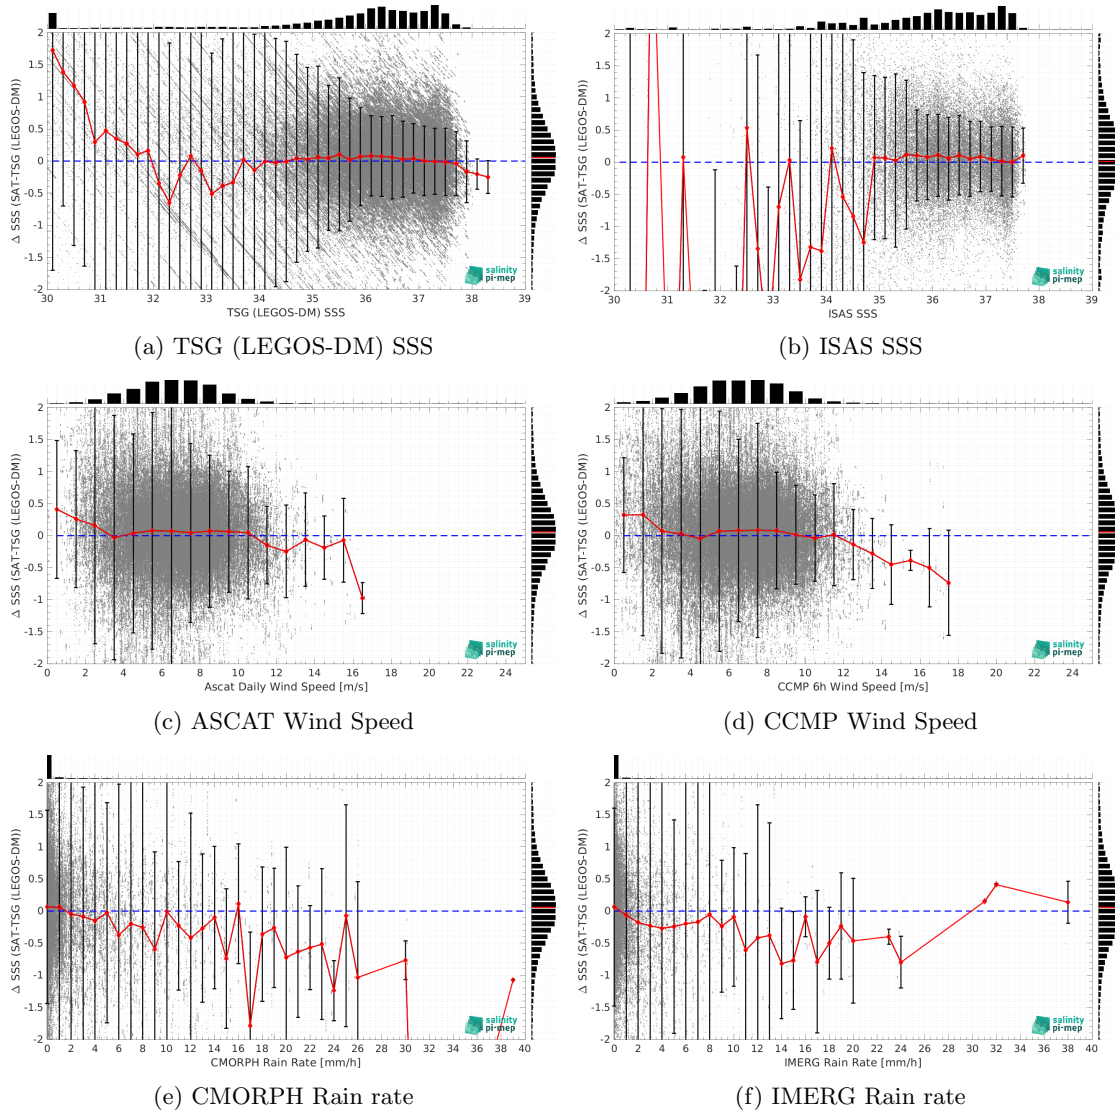 2
1.5
1
0.5
0
-0.5
-1
-1.5
-2
Δ SSS (SAT-TSG (LEGOS-DM))
30 31 32 33 34 35 36 37 38 39
TSG (LEGOS-DM) SSS
salinity
pi-mep
(a) TSG (LEGOS-DM) SSS
2
1.5
1
0.5
0
-0.5
-1
-1.5
-2
Δ SSS (SAT-TSG (LEGOS-DM))
30 31 32 33 34 35 36 37 38 39
ISAS SSS
salinity
pi-mep
(b) ISAS SSS
2
1.5
1
0.5
0
-0.5
-1
-1.5
-2
Δ SSS (SAT-TSG (LEGOS-DM))
0 2 4 6 8 10 12 14 16 18 20 22 24
Ascat Daily Wind Speed [m/s]
salinity
pi-mep
(c) ASCAT Wind Speed
2
1.5
1
0.5
0
-0.5
-1
-1.5
-2
Δ SSS (SAT-TSG (LEGOS-DM))
0 2 4 6 8 10 12 14 16 18 20 22 24
CCMP 6h Wind Speed [m/s]
salinity
pi-mep
(d) CCMP Wind Speed
2
1.5
1
0.5
0
-0.5
-1
-1.5
-2
Δ SSS (SAT-TSG (LEGOS-DM))
0 2 4 6 8 10 12 14 16 18 20 22 24 26 28 30 32 34 36 38 40
CMORPH Rain Rate [mm/h]
salinity
pi-mep
(e) CMORPH Rain rate
2
1.5
1
0.5
0
-0.5
-1
-1.5
-2
Δ SSS (SAT-TSG (LEGOS-DM))
0 2 4 6 8 10 12 14 16 18 20 22 24 26 28 30 32 34 36 38 40
IMERG Rain Rate [mm/h]
salinity
pi-mep
(f) IMERG Rain rate